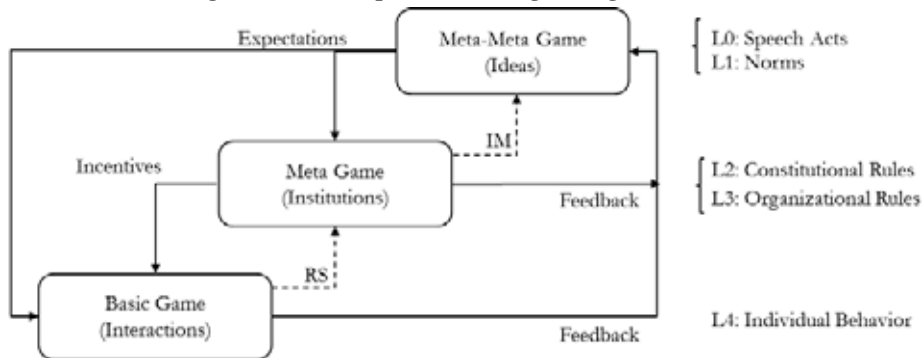 Expectations
Meta-Meta Game
(Ideas)
L0: Speech Acts
L1: Norms
IM
Incentives
Meta Game
(Institutions)
Feedback
L2: Constitutional Rules
L3: Organizational Rules
RS
Basic Game
(Interactions)
Feedback
L4: Individual Behavior